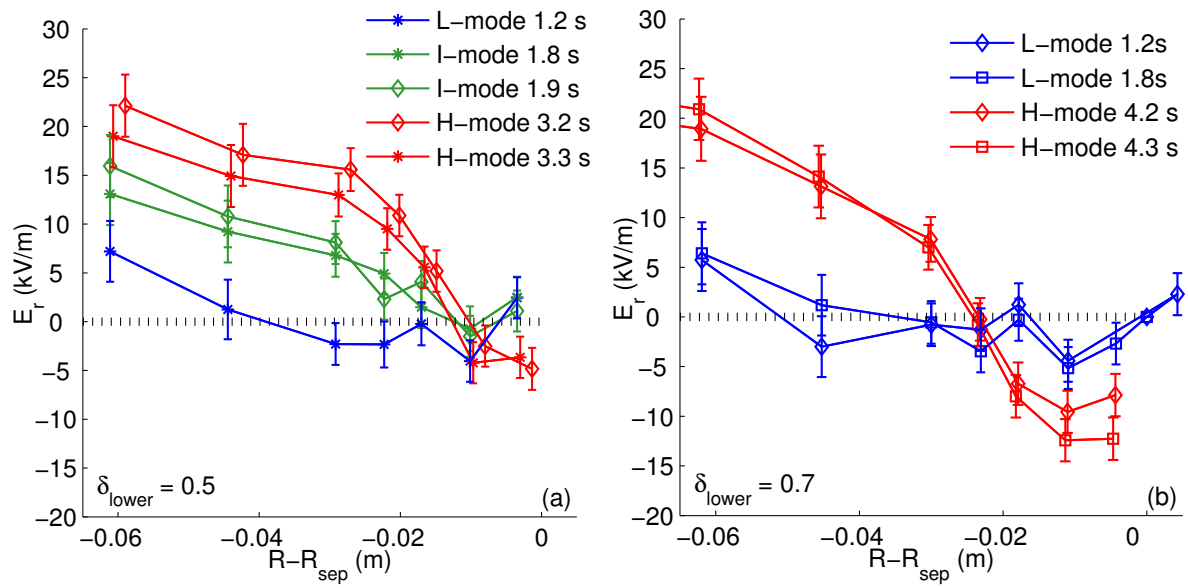 30
25
20
15
10
5
0
−5
−10
−15
−20
E_r (kV/m)
L−mode 1.2 s
I−mode 1.8 s
I−mode 1.9 s
H−mode 3.2 s
H−mode 3.3 s
δ_lower = 0.5
(a)
−0.06 −0.04 −0.02 0
R−R_sep (m)
30
25
20
15
10
5
0
−5
−10
−15
−20
E_r (kV/m)
L−mode 1.2s
L−mode 1.8s
H−mode 4.2 s
H−mode 4.3 s
δ_lower = 0.7
(b)
−0.06 −0.04 −0.02 0
R−R_sep (m)